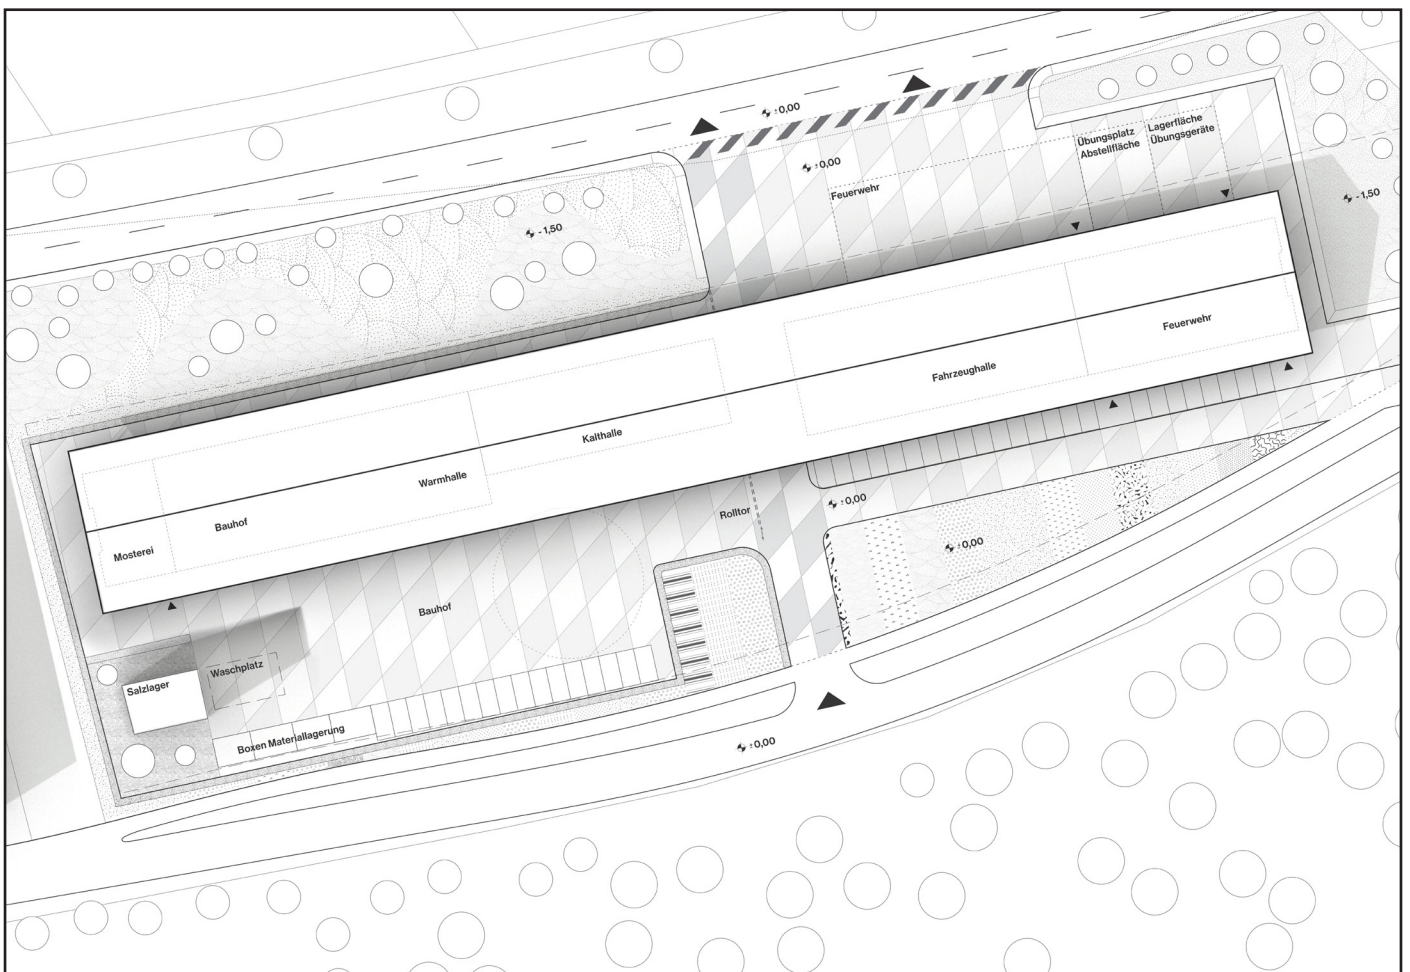 ±0,00
±0,00
Übungsplatz
Abstellfläche
Lagerfläche
Übungsgeräte
Feuerwehr
-1,50
-1,50
Feuerwehr
Fahrzeughalle
Kalthalle
Warmhalle
Bauhof
Mosterei
Rolltor
±0,00
±0,00
Bauhof
Waschplatz
Salzlager
Boxen Materiallagerung
±0,00